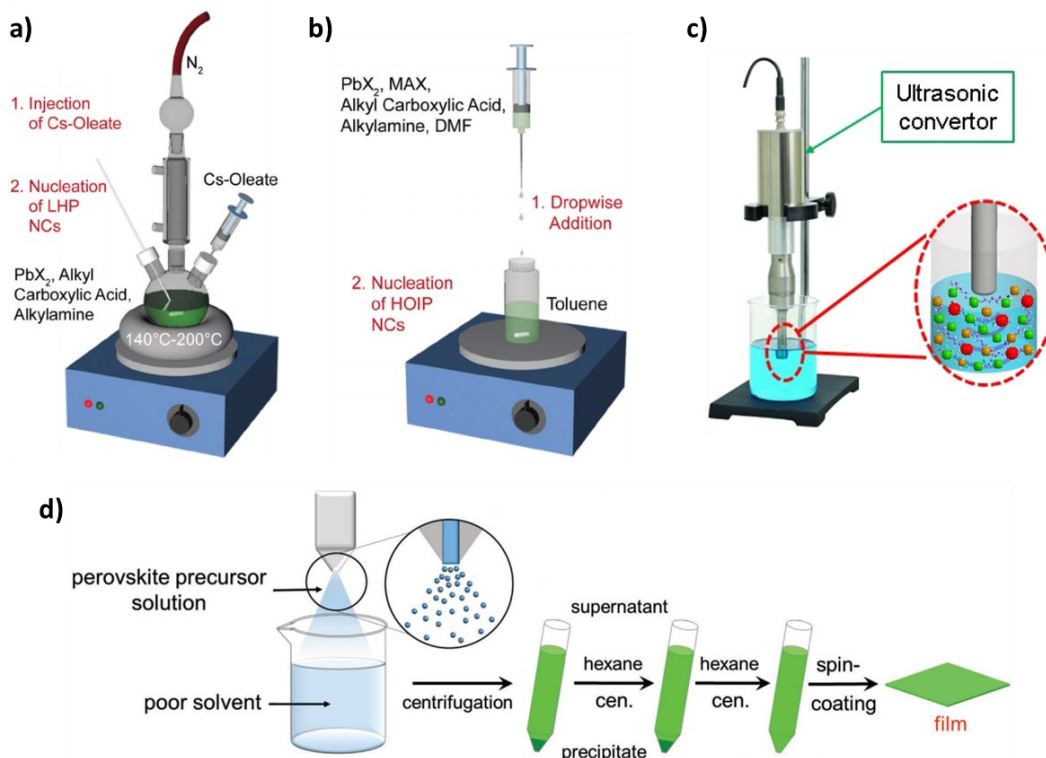 a)
N₂
1. Injection
of Cs-Oleate
2. Nucleation
of LHP
NCs
Cs-Oleate
PbX₂, Alkyl
Carboxylic Acid,
Alkylamine
140°C-200°C
b)
PbX₂, MAX,
Alkyl Carboxylic Acid,
Alkylamine, DMF
1. Dropwise
Addition
2. Nucleation
of HOIP
NCs
Toluene
c)
Ultrasonic
convertor
d)
perovskite precursor
solution
poor solvent
centrifugation
supernatant
precipitate
hexane
cen.
hexane
cen.
spin-
coating
film